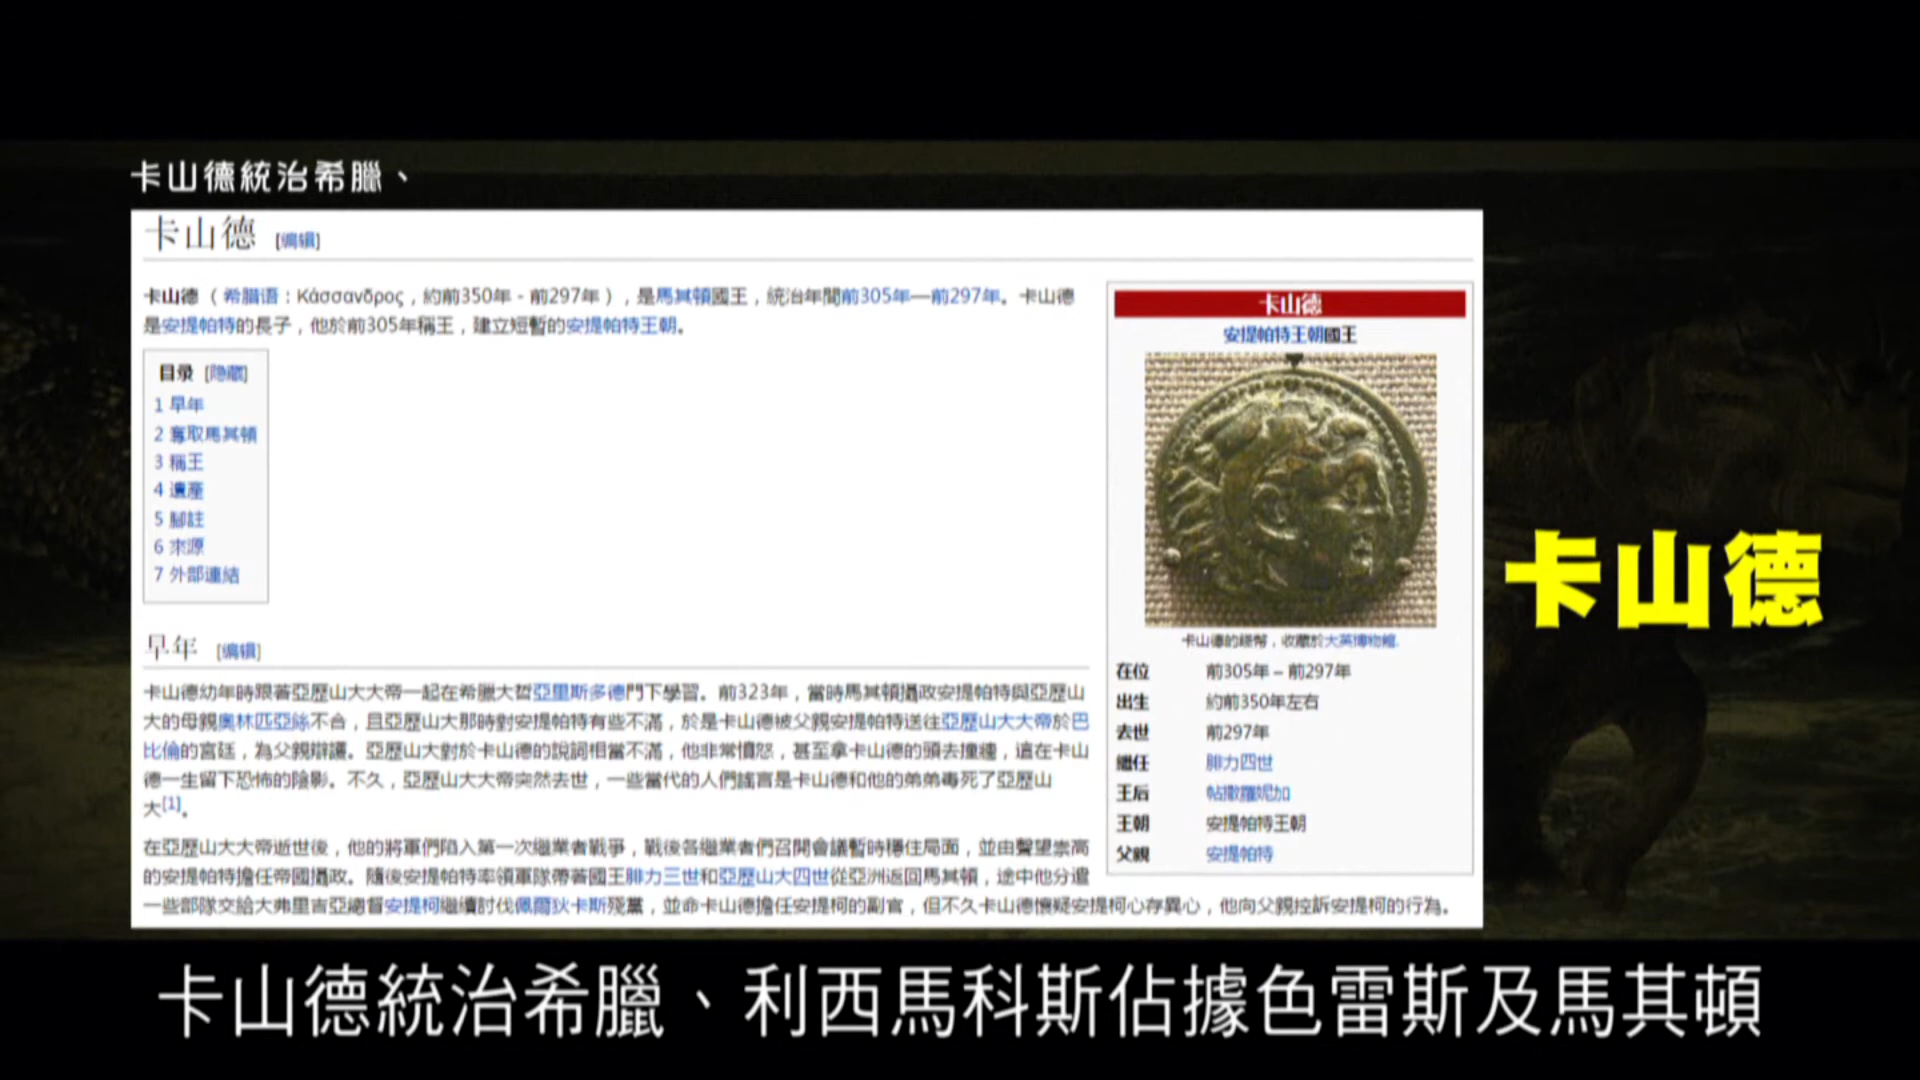 卡山德統治希臘、
卡山德 [编辑]
卡山德（希腊语：Κάσσανδρος，約前350年 - 前297年），是馬其頓國王，統治年間前305年—前297年。卡山德
是安提帕特的長子，他於前305年稱王，建立短暫的安提帕特王朝。
目录 [隐藏]
1 早年
2 奪取馬其頓
3 稱王
4 遺產
5 腳註
6 來源
7 外部連結
早年 [编辑]
卡山德幼年時跟著亞歷山大大帝一起在希臘大哲亞里斯多德門下學習。前323年，當時馬其頓攝政安提帕特與亞歷山
大的母親奧林匹亞絲不合，且亞歷山大那時對安提帕特有些不滿，於是卡山德被父親安提帕特送往亞歷山大大帝於巴
比倫的宮廷，為父親辯護。亞歷山大對於卡山德的說詞相當不滿，他非常憤怒，甚至拿卡山德的頭去撞牆，這在卡山
德一生留下恐怖的陰影。不久，亞歷山大大帝突然去世，一些當代的人們謠言是卡山德和他的弟弟毒死了亞歷山
大[1]。
在亞歷山大大帝逝世後，他的將軍們陷入第一次繼業者戰爭，戰後各繼業者們召開會議暫時穩住局面，並由聲望崇高
的安提帕特擔任帝國攝政。隨後安提帕特率領軍隊帶著國王腓力三世和亞歷山大四世從亞洲返回馬其頓，途中他分遣
一些部隊交給大弗里吉亞總督安提柯繼續討伐佩爾狄卡斯殘黨，並命卡山德擔任安提柯的副官，但不久卡山德懷疑安提柯心存異心，他向父親控訴安提柯的行為。
卡山德
安提帕特王朝國王
卡山德的錢幣，收藏於大英博物館.
在位 前305年 – 前297年
出生 約前350年左右
去世 前297年
繼任 腓力四世
王后 帖撒羅妮加
王朝 安提帕特王朝
父親 安提帕特
卡山德
卡山德統治希臘、利西馬科斯佔據色雷斯及馬其頓